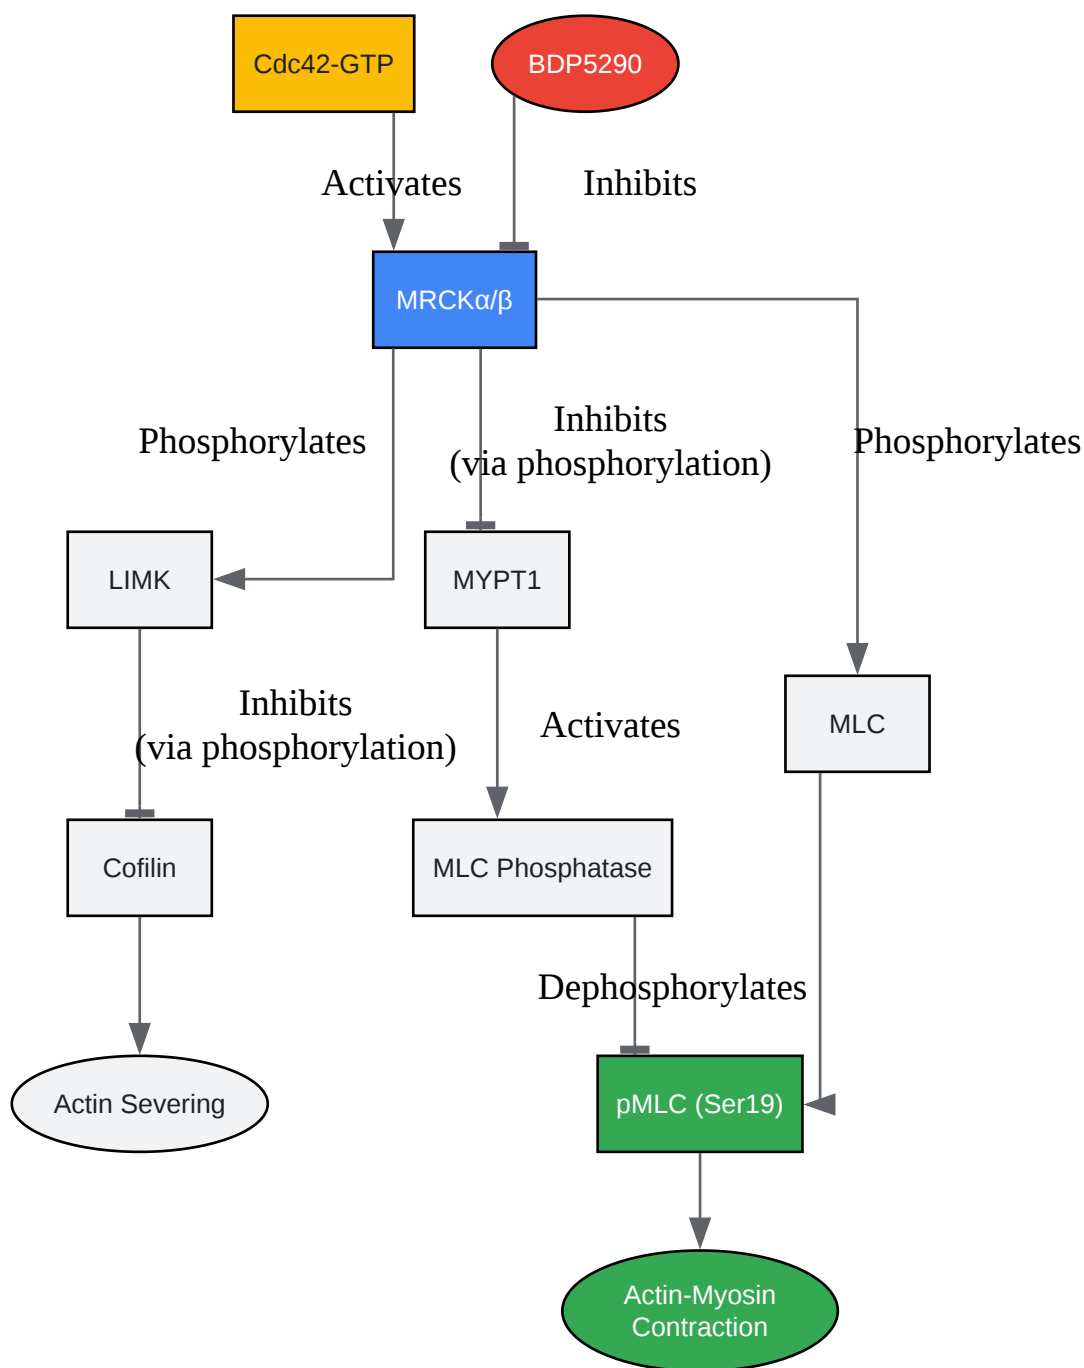 Cdc42-GTP
BDP5290
Activates
Inhibits
MRCKα/β
Phosphorylates
Inhibits
(via phosphorylation)
Phosphorylates
LIMK
MYPT1
Inhibits
(via phosphorylation)
Activates
MLC
Cofilin
MLC Phosphatase
Dephosphorylates
Actin Severing
pMLC (Ser19)
Actin-Myosin
Contraction